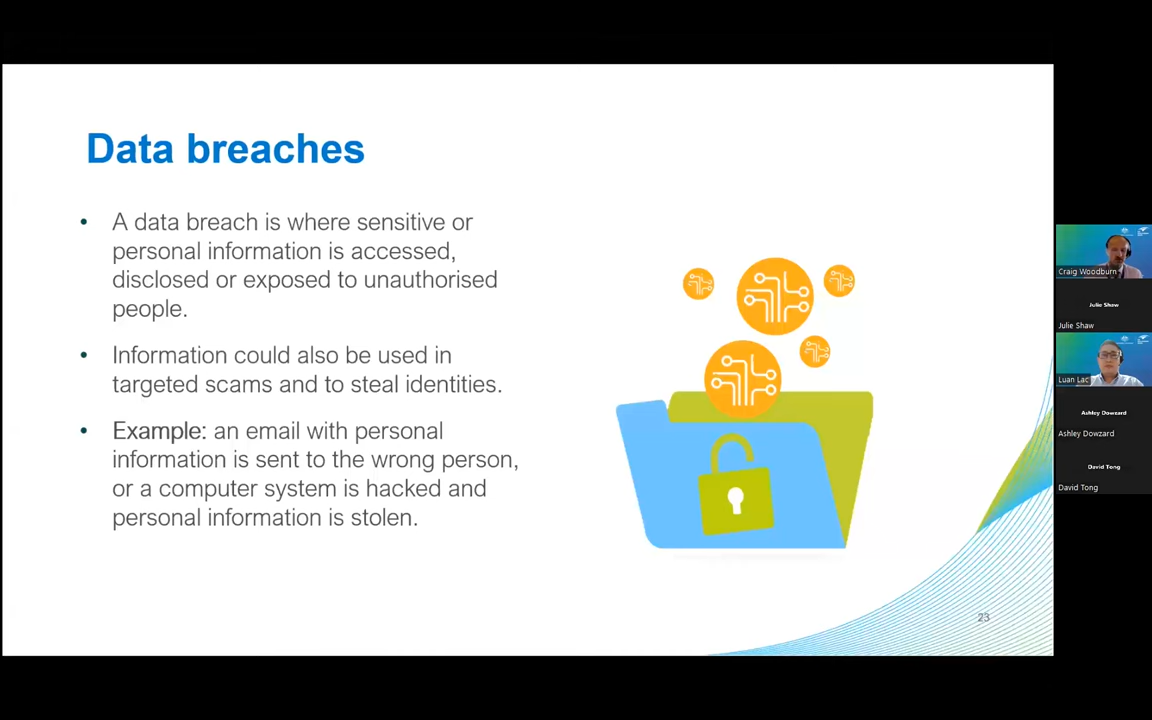 Data breaches
• A data breach is where sensitive or
personal information is accessed,
disclosed or exposed to unauthorised
people.
• Information could also be used in
targeted scams and to steal identities.
• Example: an email with personal
information is sent to the wrong person,
or a computer system is hacked and
personal information is stolen.
23
Craig Woodburn
Julie Shaw
Julie Shaw
Luan Lac
Ashley Dowzard
Ashley Dowzard
David Tong
David Tong